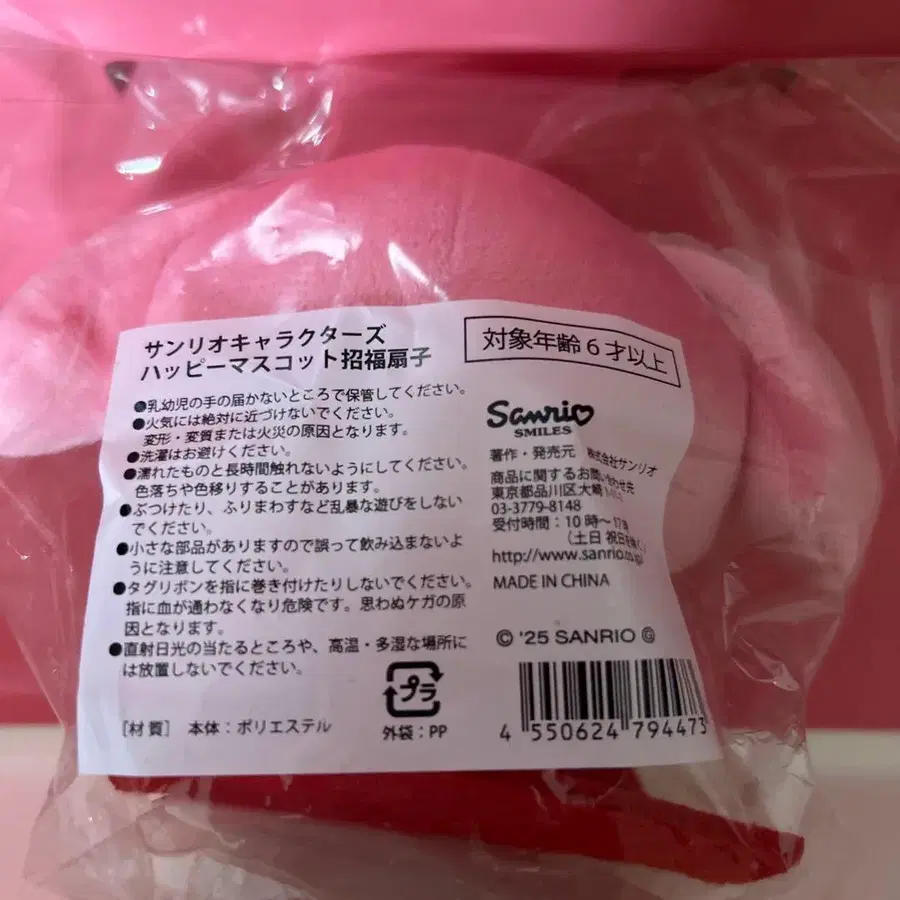 サンリオキャラクターズ
ハッピーマスコット招福扇子
対象年齢6才以上
●乳幼児の手の届かないところで保管してください。
●火気には絶対に近づけないでください。
変形・変質または火災の原因となります。
●洗濯はお避けください。
●濡れたものと長時間触れないようにしてください。
色落ちや色移りすることがあります。
●ぶつけたり、ふりまわすなど乱暴な遊びをしない
でください。
●小さな部品がありますので誤って飲み込まないよ
うに注意してください。
●タグリボンを指に巻き付けたりしないでください。
指に血が通わなくなり危険です。思わぬケガの原
因となります。
●直射日光の当たるところや、高温・多湿な場所に
は放置しないでください。
[材質] 本体:ポリエステル
プラ
外袋:PP
Sanrio
SMILES
著作・発売元 株式会社サンリオ
商品に関するお問い合わせ先
東京都品川区大崎
03-3779-8148
受付時間:10時~17時
(土日祝日を除く)
http://www.sanrio.co.jp/
MADE IN CHINA
© '25 SANRIO Ⓖ
4 550624 794473